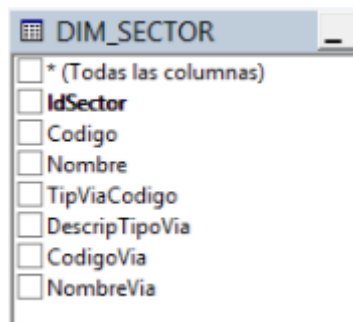 DIM_SECTOR
* (Todas las columnas)
IdSector
Codigo
Nombre
TipViaCodigo
DescripTipoVia
CodigoVia
NombreVia